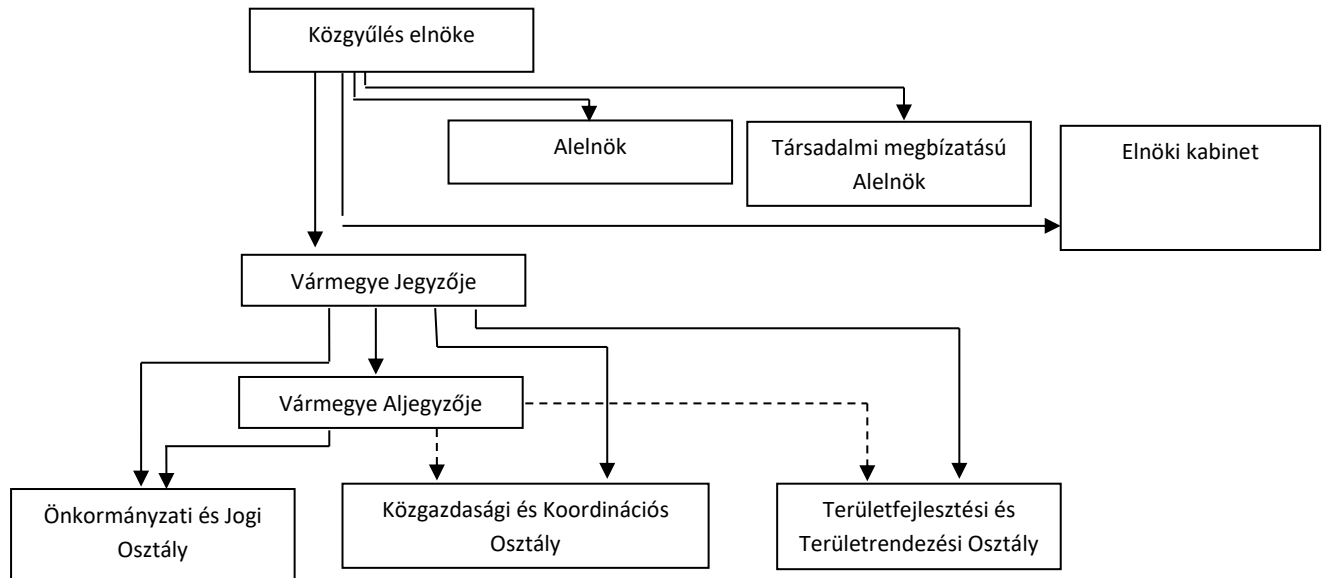 Közgyűlés elnöke
Alelnök
Társadalmi megbízatású
Alelnök
Elnöki kabinet
Vármegye Jegyzője
Vármegye Aljegyzője
Önkormányzati és Jogi
Osztály
Közgazdasági és Koordinációs
Osztály
Területfejlesztési és
Területrendezési Osztály